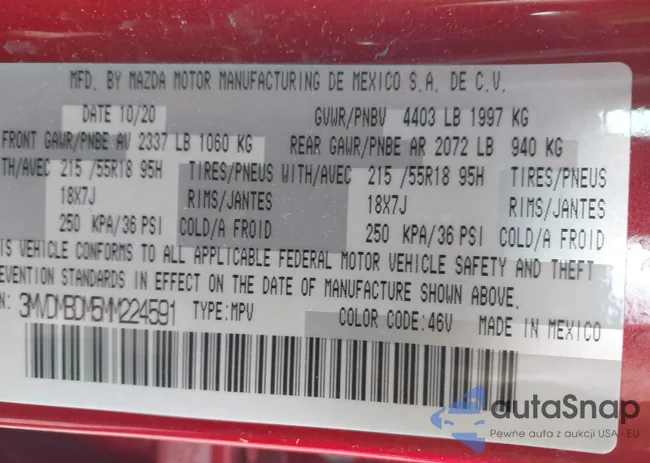 MFD. BY MAZDA MOTOR MANUFACTURING DE MEXICO S.A. DE C.V.
DATE 10/20 GVWR/PNBV 4403 LB 1997 KG
FRONT GAWR/PNBE AV 2337 LB 1060 KG REAR GAWR/PNBE AR 2072 LB 940 KG
TH/AVEC 215 /55R18 95H TIRES/PNEUS WITH/AVEC 215 /55R18 95H TIRES/PNEUS
18X7J RIMS/JANTES 18X7J RIMS/JANTES
250 KPA/36 PSI COLD/A FROID 250 KPA/36 PSI COLD/A FROID
IS VEHICLE CONFORMS TO ALL APPLICABLE FEDERAL MOTOR VEHICLE SAFETY AND THEFT
EVENTION STANDARDS IN EFFECT ON THE DATE OF MANUFACTURE SHOWN ABOVE.
N: 3MVDMBDM5MM224591 TYPE:MPV COLOR CODE:46V MADE IN MEXICO
autaSnap
Pewne auta z aukcji USA i EU